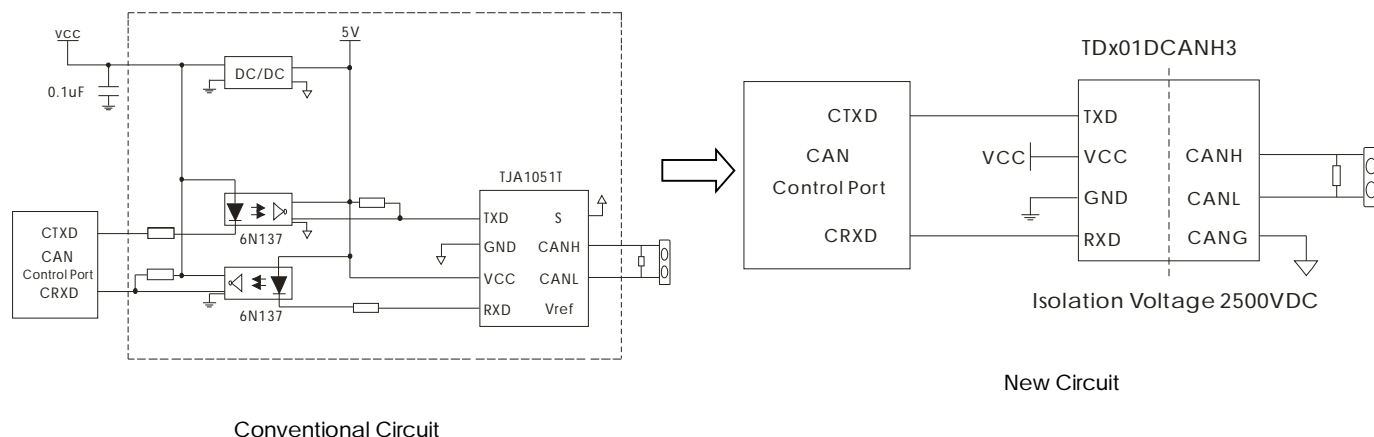 VCC
5V
DC/DC
0.1uF
TJA1051T
CTXD
CAN
Control Port
CRXD
6N137
6N137
TXD
S
GND
CANH
VCC
CANL
RXD
Vref
Conventional Circuit
TDx01DCANH3
CTXD
CAN
Control Port
CRXD
VCC
TXD
VCC
CANH
GND
CANL
RXD
CANG
Isolation Voltage 2500VDC
New Circuit